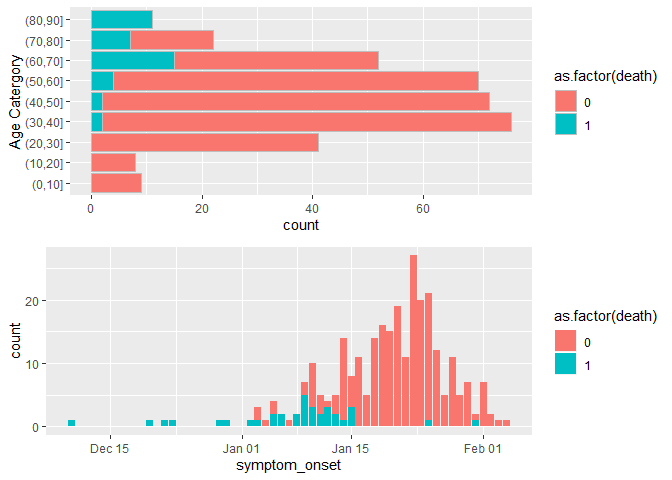 Age Catergory
(80,90]
(70,80]
(60,70]
(50,60]
(40,50]
(30,40]
(20,30]
(10,20]
(0,10]
0 20 40 60
count
as.factor(death)
0
1
count
20
10
0
Dec 15 Jan 01 Jan 15 Feb 01
symptom_onset
as.factor(death)
0
1